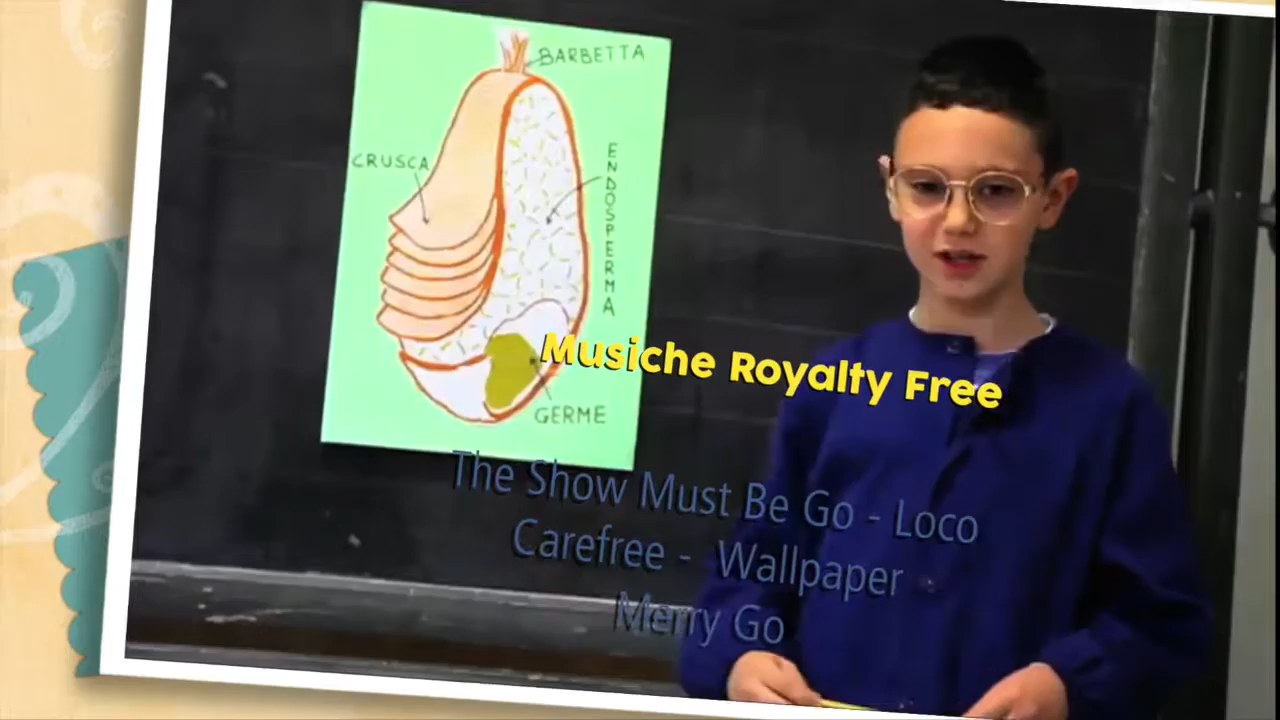 BARBETTA
CRUSCA
ENDOSPERMA
GERME
Musiche Royalty Free
The Show Must Be Go - Loco
Carefree - Wallpaper
Merry Go